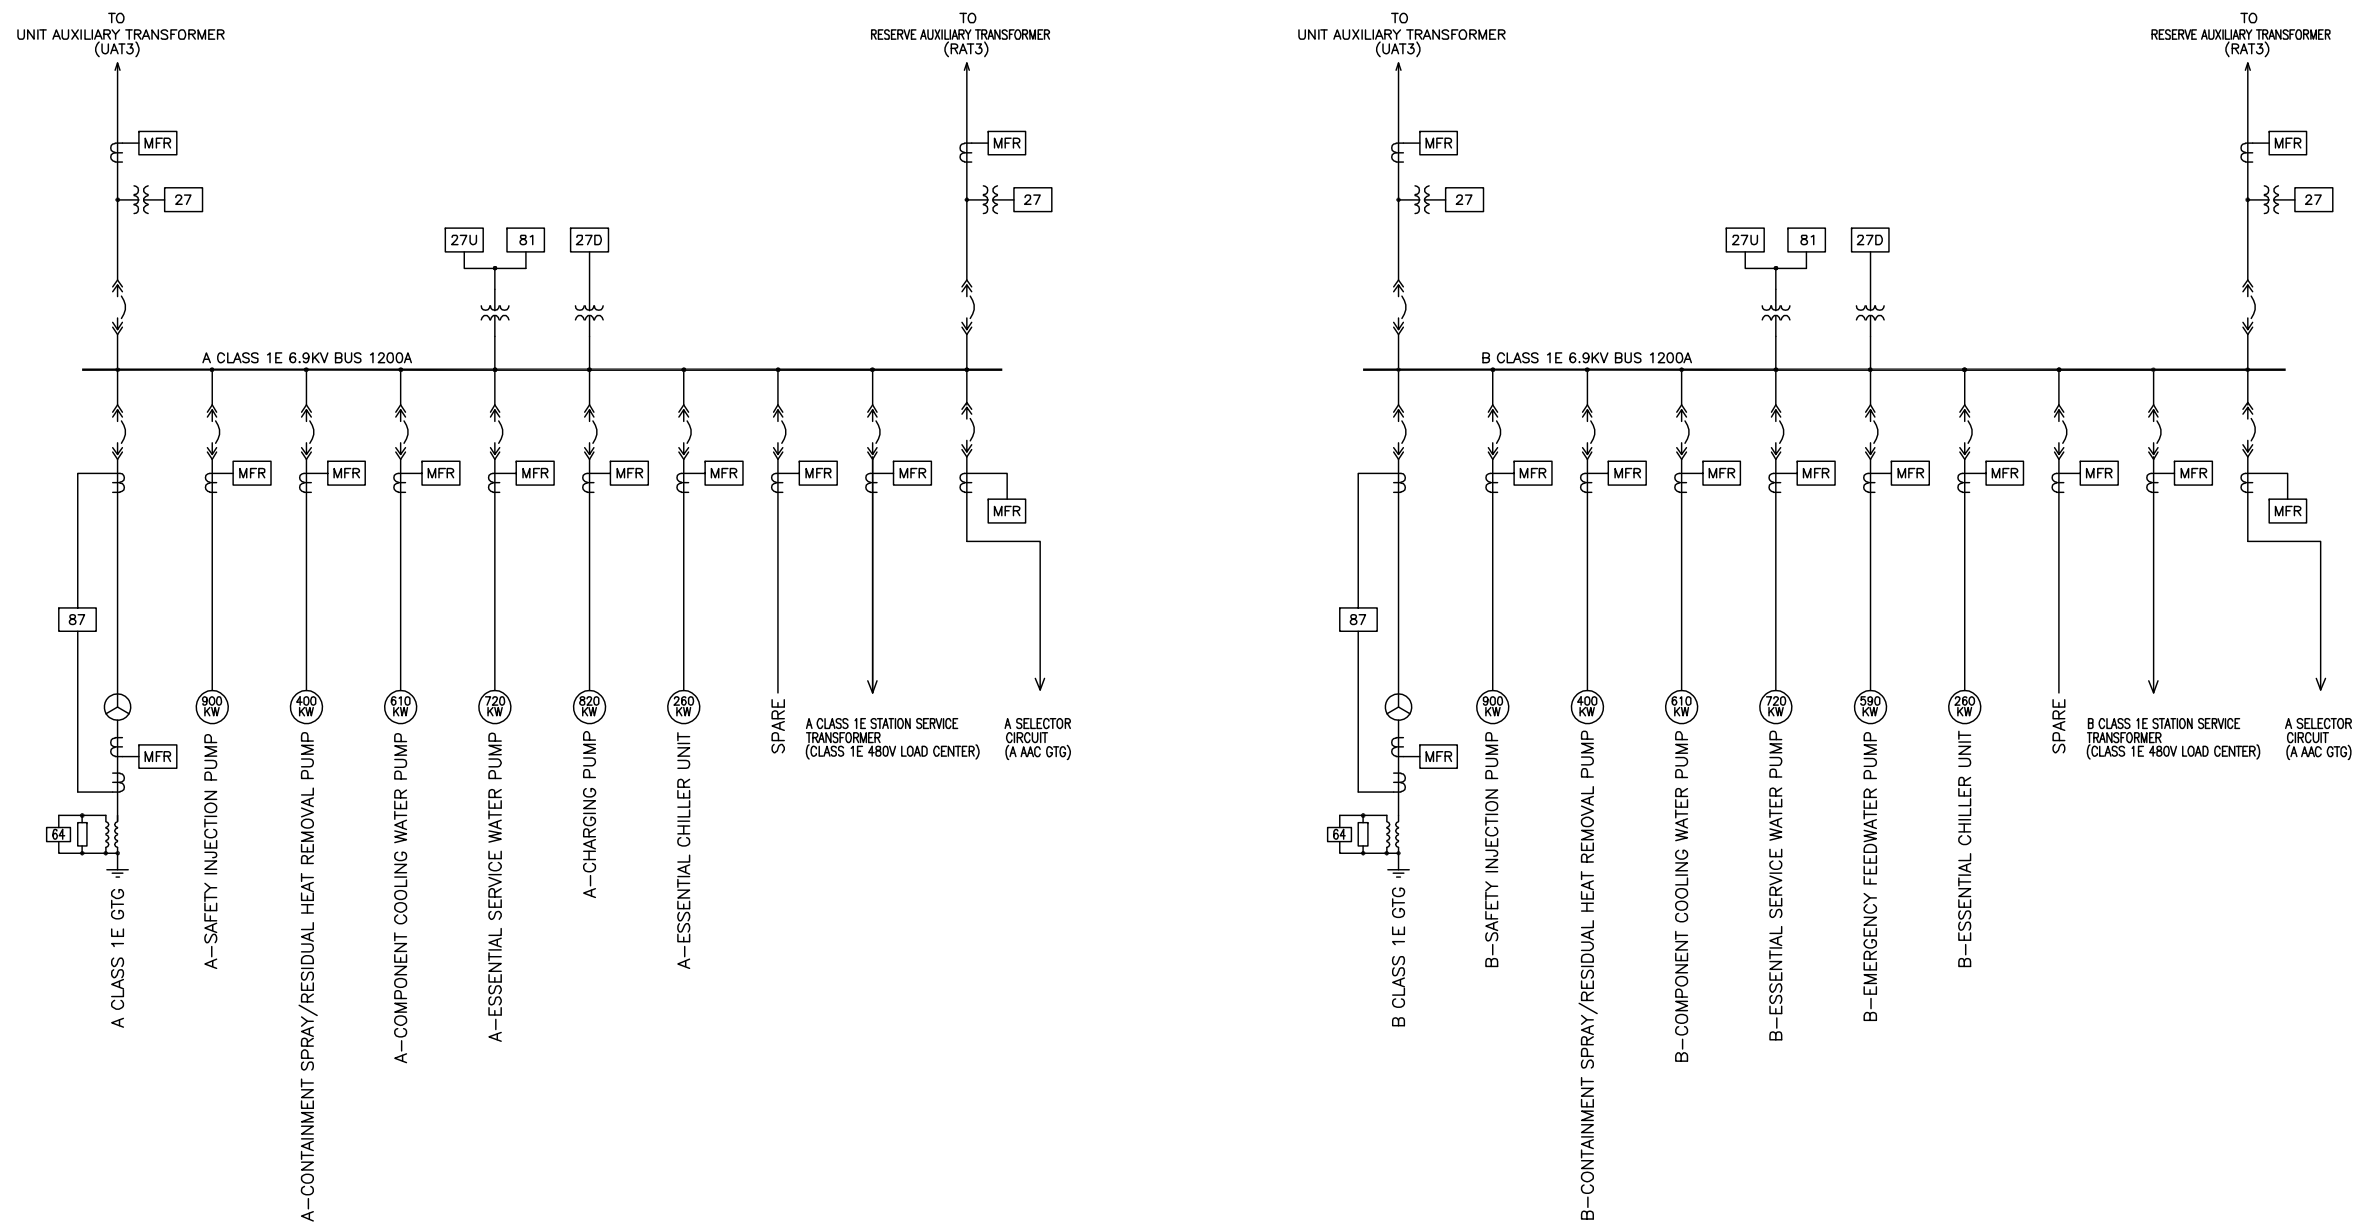 TO
UNIT AUXILIARY TRANSFORMER
(UAT3)
TO
RESERVE AUXILIARY TRANSFORMER
(RAT3)
MFR
MFR
27
27
27U
81
27D
A CLASS 1E 6.9KV BUS 1200A
MFR
MFR
MFR
MFR
MFR
MFR
MFR
MFR
MFR
87
900
KW
400
KW
610
KW
720
KW
820
KW
260
KW
MFR
64
A CLASS 1E GTG
A-SAFETY INJECTION PUMP
A-CONTAINMENT SPRAY/RESIDUAL HEAT REMOVAL PUMP
A-COMPONENT COOLING WATER PUMP
A-ESSENTIAL SERVICE WATER PUMP
A-CHARGING PUMP
A-ESSENTIAL CHILLER UNIT
SPARE
A CLASS 1E STATION SERVICE
TRANSFORMER
(CLASS 1E 480V LOAD CENTER)
A SELECTOR
CIRCUIT
(A AAC GTG)
TO
UNIT AUXILIARY TRANSFORMER
(UAT3)
TO
RESERVE AUXILIARY TRANSFORMER
(RAT3)
MFR
MFR
27
27
27U
81
27D
B CLASS 1E 6.9KV BUS 1200A
MFR
MFR
MFR
MFR
MFR
MFR
MFR
MFR
MFR
87
900
KW
400
KW
610
KW
720
KW
590
KW
260
KW
MFR
64
B CLASS 1E GTG
B-SAFETY INJECTION PUMP
B-CONTAINMENT SPRAY/RESIDUAL HEAT REMOVAL PUMP
B-COMPONENT COOLING WATER PUMP
B-ESSENTIAL SERVICE WATER PUMP
B-EMERGENCY FEEDWATER PUMP
B-ESSENTIAL CHILLER UNIT
SPARE
B CLASS 1E STATION SERVICE
TRANSFORMER
(CLASS 1E 480V LOAD CENTER)
A SELECTOR
CIRCUIT
(A AAC GTG)